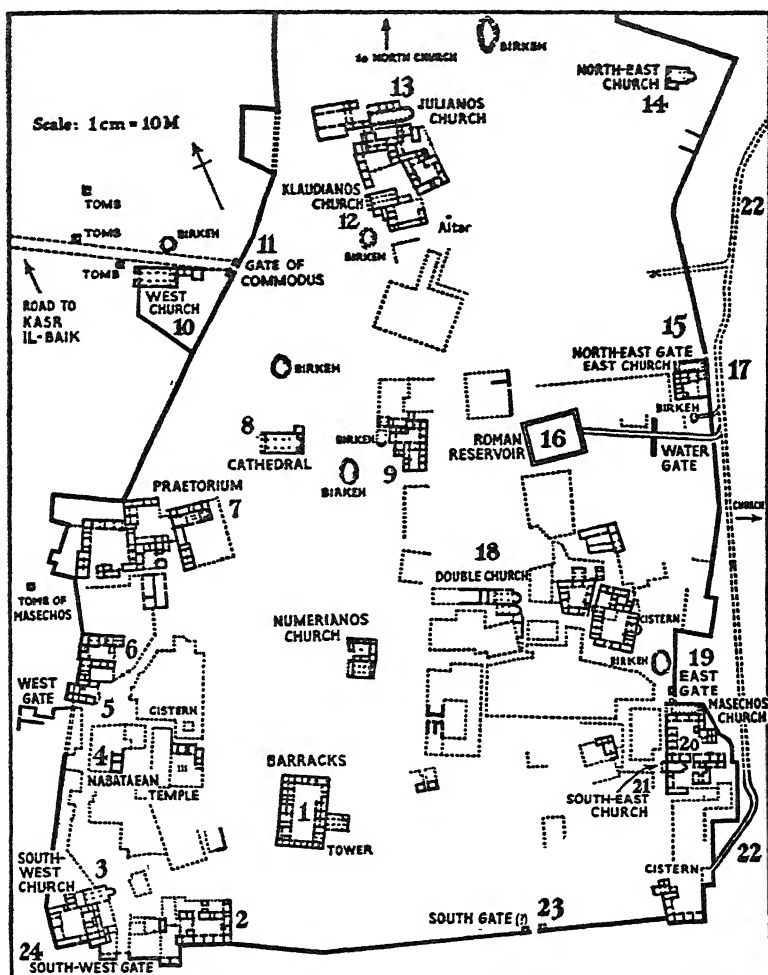 to NORTH CHURCH
BIRKEH
13
JULIANOS
CHURCH
NORTH-EAST
CHURCH
14
Scale: 1 cm = 10 M
TOMB
TOMB
BIRKEH
TOMB
11
GATE OF
COMMODUS
WEST
CHURCH
10
ROAD TO
KASR
IL-BAIK
KLAUDIANOS
CHURCH
12
BIRKEH
Altar
22
15
NORTH-EAST GATE
EAST CHURCH
17
BIRKEH
BIRKEH
8
CATHEDRAL
BIRKEH
BIRKEH
9
ROMAN
RESERVOIR
16
WATER
GATE
CHURCH
PRAETORIUM
7
TOMB OF
MASECHOS
18
DOUBLE CHURCH
CISTERN
BIRKEH
NUMERIANOS
CHURCH
6
WEST
GATE
5
CISTERN
4
NABATAEAN
TEMPLE
19
EAST
GATE
MASECHOS
CHURCH
20
21
SOUTH-EAST
CHURCH
BARRACKS
1
TOWER
22
CISTERN
SOUTH-
WEST
CHURCH
3
2
24
SOUTH-WEST GATE
SOUTH GATE (?)
23